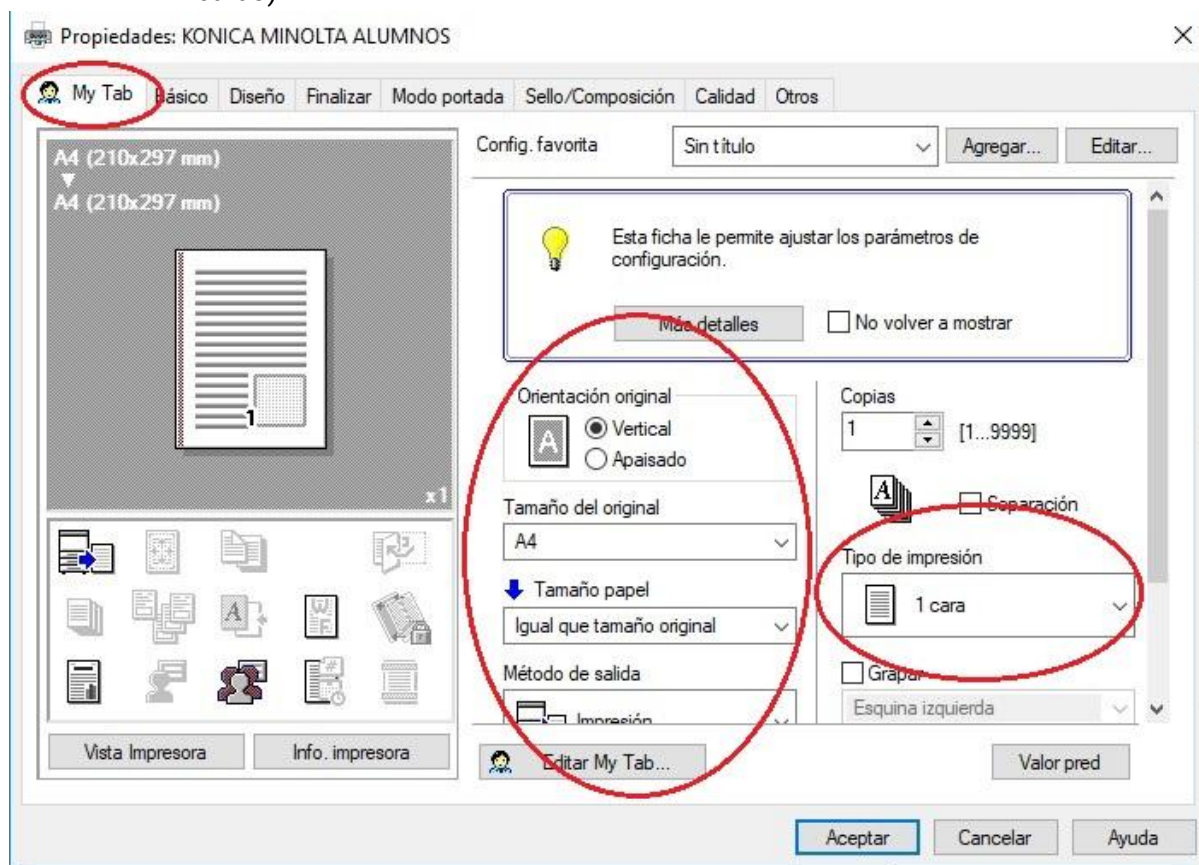 Propiedades: KONICA MINOLTA ALUMNOS
My Tab Básico Diseño Finalizar Modo portada Sello/Composición Calidad Otros
A4 (210x297 mm)
A4 (210x297 mm)
1
x1
Vista Impresora Info. impresora
Config. favorita Sin título Agregar... Editar...
Esta ficha le permite ajustar los parámetros de
configuración.
Más detalles No volver a mostrar
Orientación original
A
Vertical
Apaisado
Tamaño del original
A4
Tamaño papel
Igual que tamaño original
Método de salida
Impresión
Copias
1 [1...9999]
Separación
Tipo de impresión
1 cara
Grapar
Esquina izquierda
Editar My Tab... Valor pred
Aceptar Cancelar Ayuda